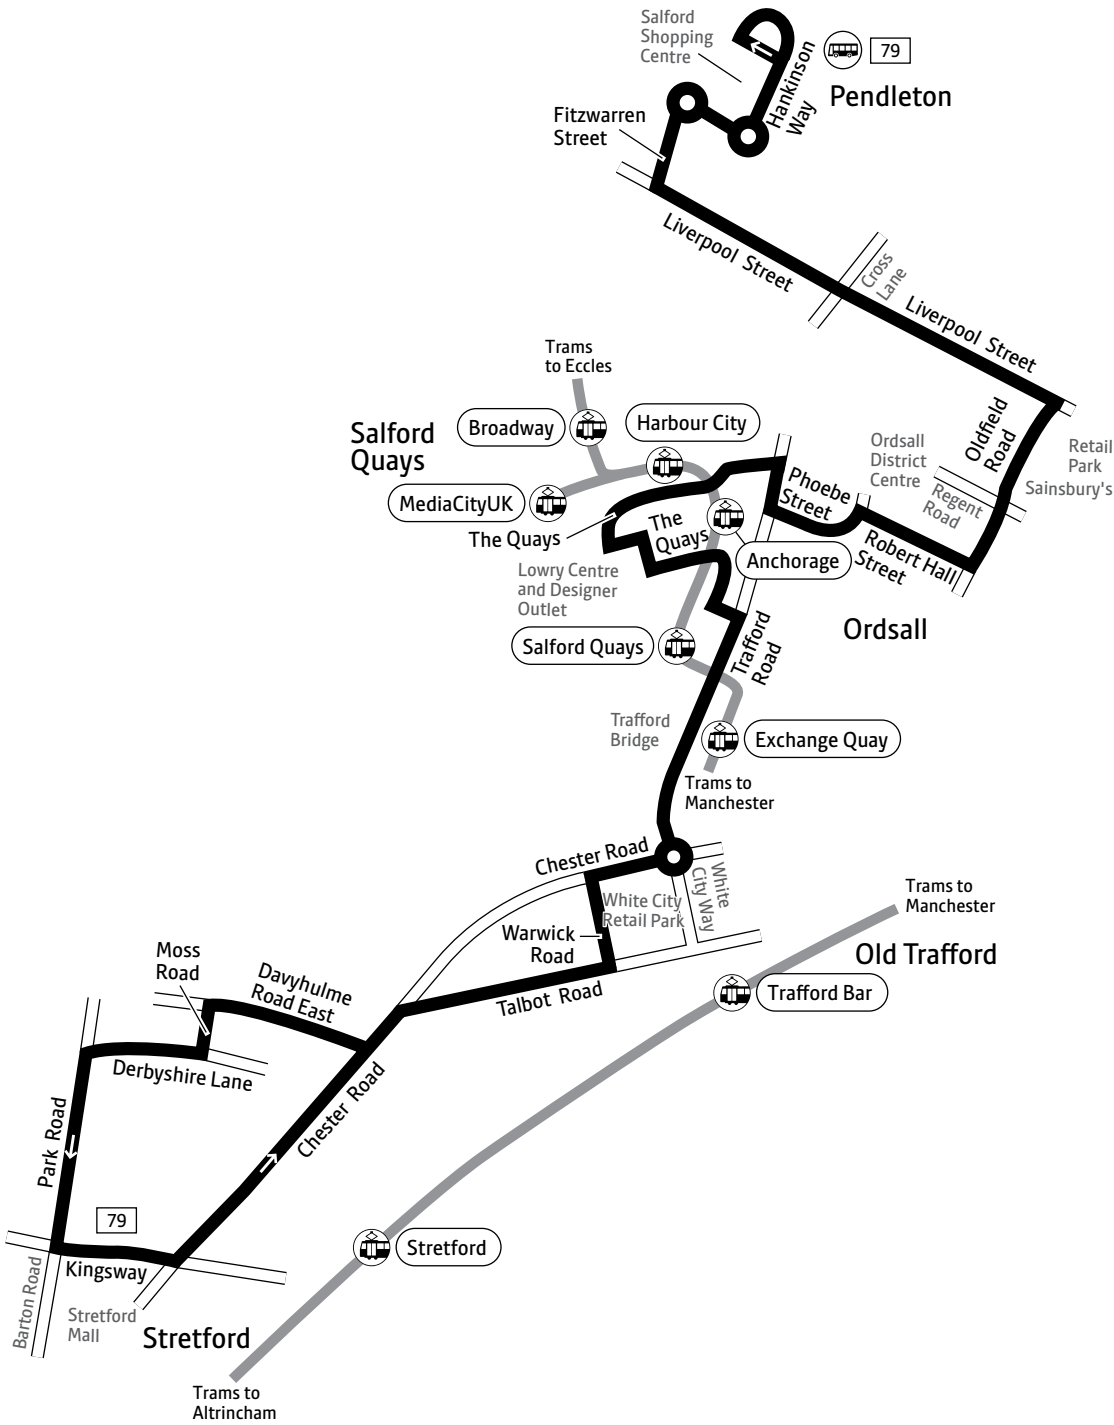 Salford
Shopping
Centre
79
Pendleton
Hankinson
Way
Fitzwarren
Street
Liverpool Street
Cross
Lane
Liverpool Street
Trams
to Eccles
Broadway
Harbour City
Salford
Quays
MediaCityUK
The Quays
The
Quays
Anchorage
Phoebe
Street
Ordsall
District
Centre
Oldfield
Road
Retail
Park
Sainsbury's
Regent
Road
Robert Hall
Street
Lowry Centre
and Designer
Outlet
Ordsall
Salford Quays
Trafford
Road
Trafford
Bridge
Exchange Quay
Trams to
Manchester
Chester Road
White
City Way
White City
Retail Park
Warwick
Road
Trams to
Manchester
Old Trafford
Talbot Road
Trafford Bar
Moss
Road
Davyhulme
Road East
Derbyshire Lane
Chester Road
Park Road
79
Kingsway
Stretford
Barton Road
Stretford
Mall
Stretford
Trams to
Altrincham